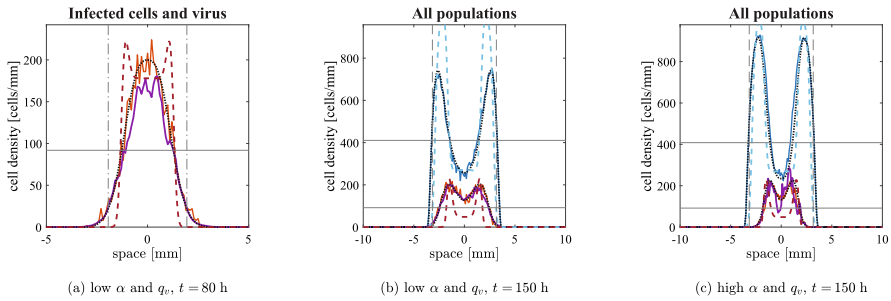 Infected cells and virus
200
150
100
50
0
-5
0
5
cell density [cells/mm]
space [mm]
(a) low α and q_v, t = 80 h
All populations
800
600
400
200
0
-10
-5
0
5
10
cell density [cells/mm]
space [mm]
(b) low α and q_v, t = 150 h
All populations
800
600
400
200
0
-10
-5
0
5
10
cell density [cells/mm]
space [mm]
(c) high α and q_v, t = 150 h